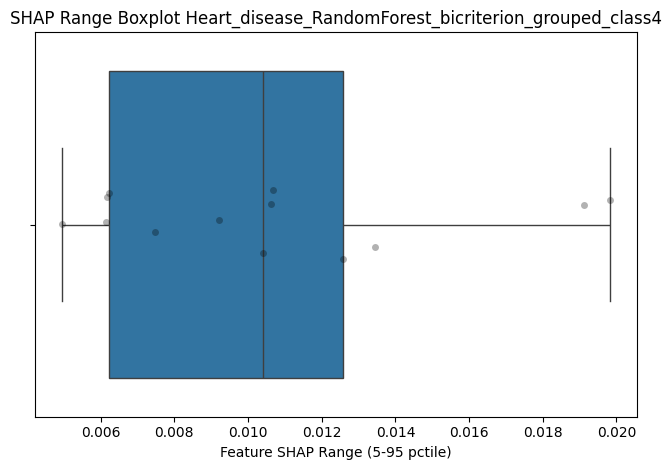 SHAP Range Boxplot Heart_disease_RandomForest_bicriterion_grouped_class4
0.006 0.008 0.010 0.012 0.014 0.016 0.018 0.020
Feature SHAP Range (5-95 pctile)